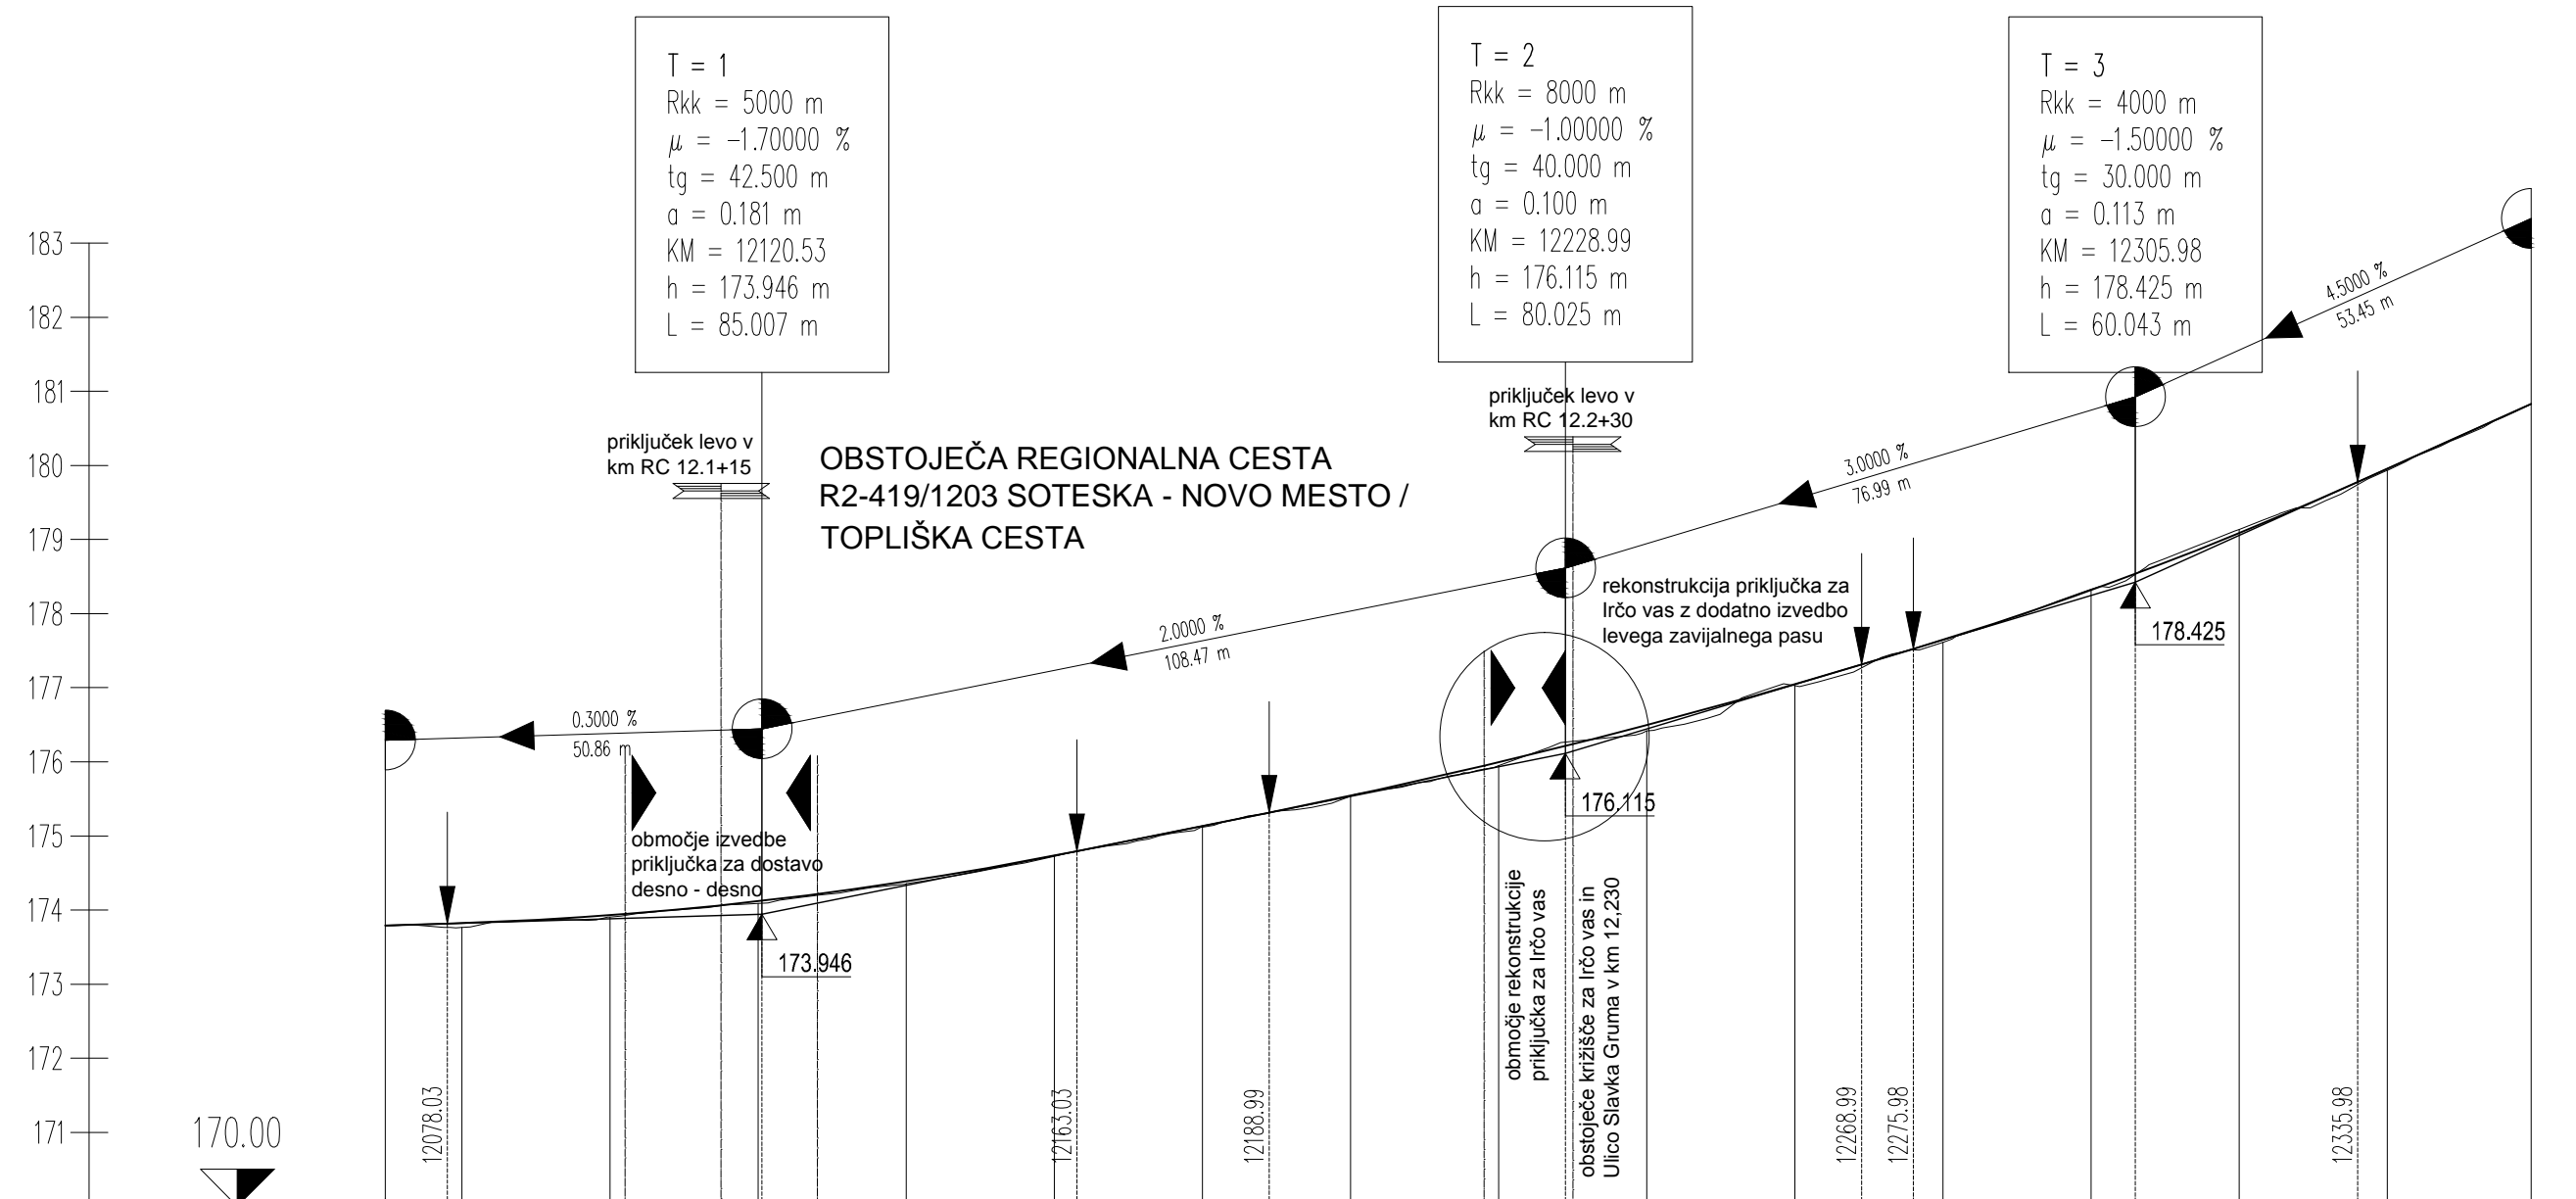 T = 1
Rkk = 5000 m
μ = -1.70000 %
tg = 42.500 m
a = 0.181 m
KM = 12120.53
h = 173.946 m
L = 85.007 m
T = 2
Rkk = 8000 m
μ = -1.00000 %
tg = 40.000 m
a = 0.100 m
KM = 12228.99
h = 176.115 m
L = 80.025 m
T = 3
Rkk = 4000 m
μ = -1.50000 %
tg = 30.000 m
a = 0.113 m
KM = 12305.98
h = 178.425 m
L = 60.043 m
183
182
181
180
179
178
177
176
175
174
173
172
171
170.00
priključek levo v
km RC 12.1+15
OBSTOJEČA REGIONALNA CESTA
R2-419/1203 SOTESKA - NOVO MESTO /
TOPLIŠKA CESTA
priključek levo v
km RC 12.2+30
4.5000 %
53.45 m
3.0000 %
76.99 m
2.0000 %
108.47 m
0.3000 %
50.86 m
rekonstrukcija priključka za
Irčo vas z dodatno izvedbo
levega zavijalnega pasu
178.425
176.115
območje izvedbe
priključka za dostavo
desno - desno
173.946
območje rekonstrukcije
priključka za Irčo vas
obstoječe križišče za Irčo vas in
Ulico Slavka Gruma v km 12,230
12078.03
12163.03
12188.99
12268.99
12275.98
12335.98